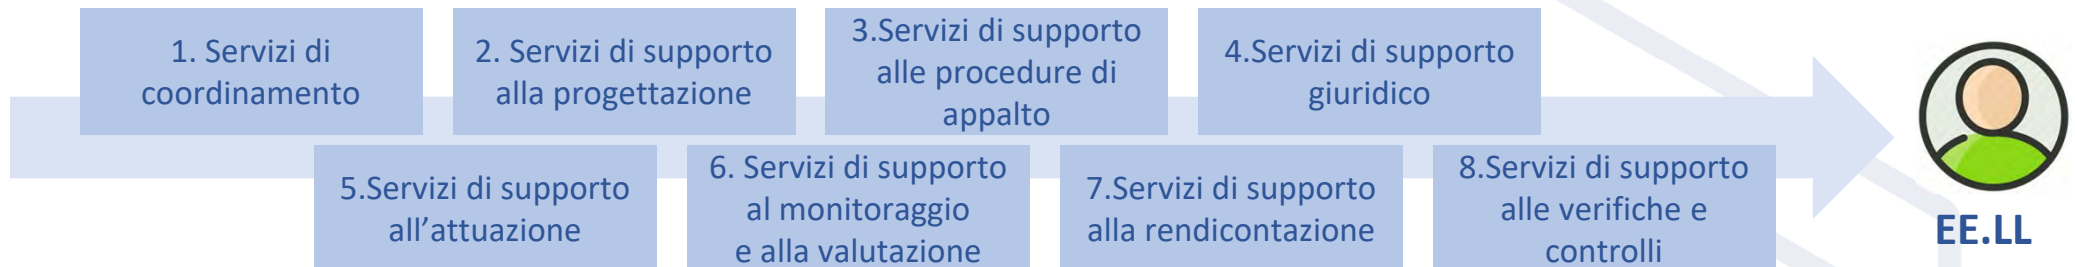 1. Servizi di
coordinamento
2. Servizi di supporto
alla progettazione
3.Servizi di supporto
alle procedure di
appalto
4.Servizi di supporto
giuridico
5.Servizi di supporto
all’attuazione
6. Servizi di supporto
al monitoraggio
e alla valutazione
7.Servizi di supporto
alla rendicontazione
8.Servizi di supporto
alle verifiche e
controlli
EE.LL